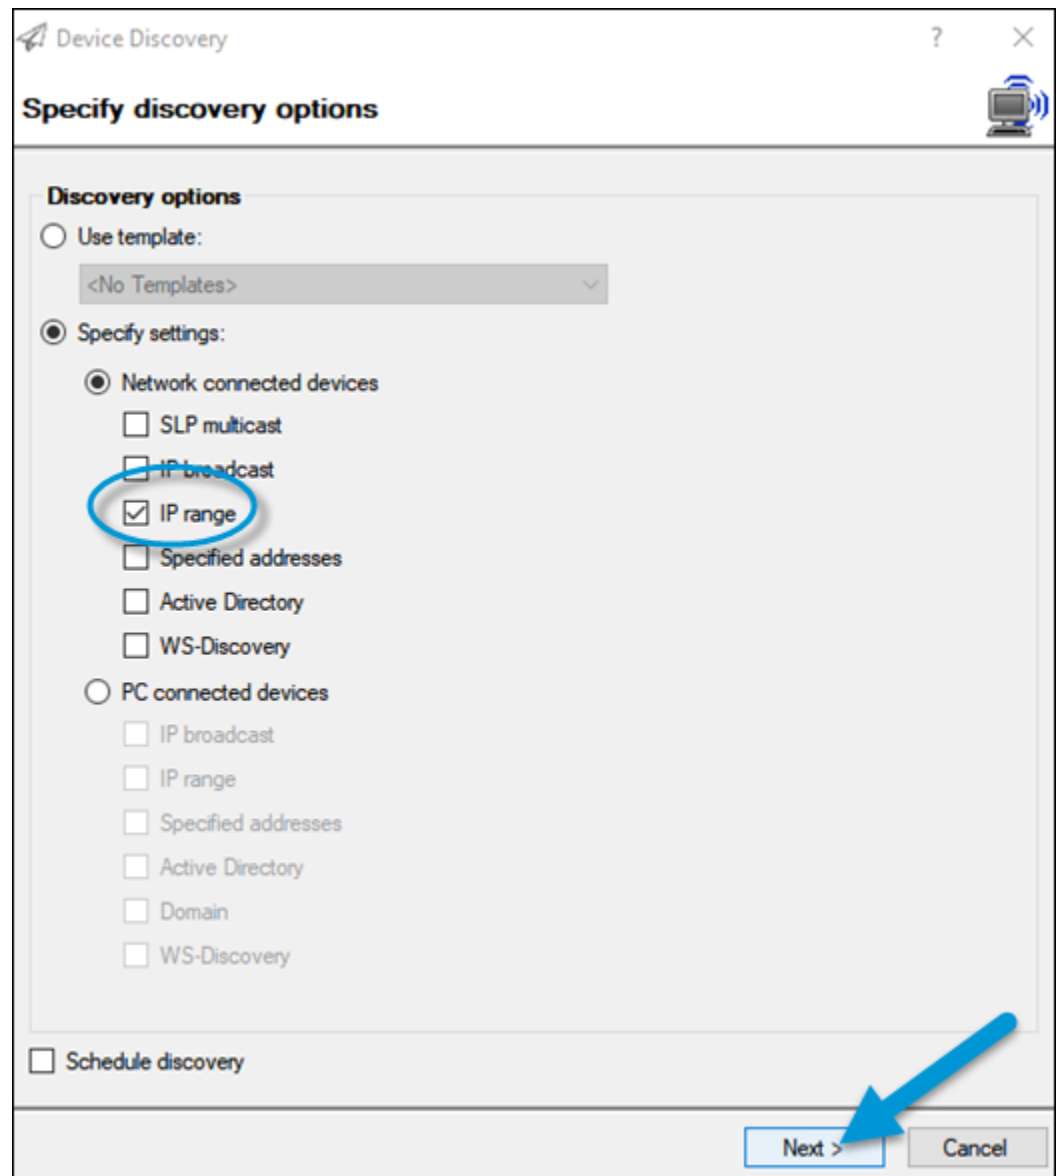 Device Discovery ?
Specify discovery options
Discovery options
Use template:
<No Templates>
Specify settings:
Network connected devices
SLP multicast
IP broadcast
IP range
Specified addresses
Active Directory
WS-Discovery
PC connected devices
IP broadcast
IP range
Specified addresses
Active Directory
Domain
WS-Discovery
Schedule discovery
Next > Cancel